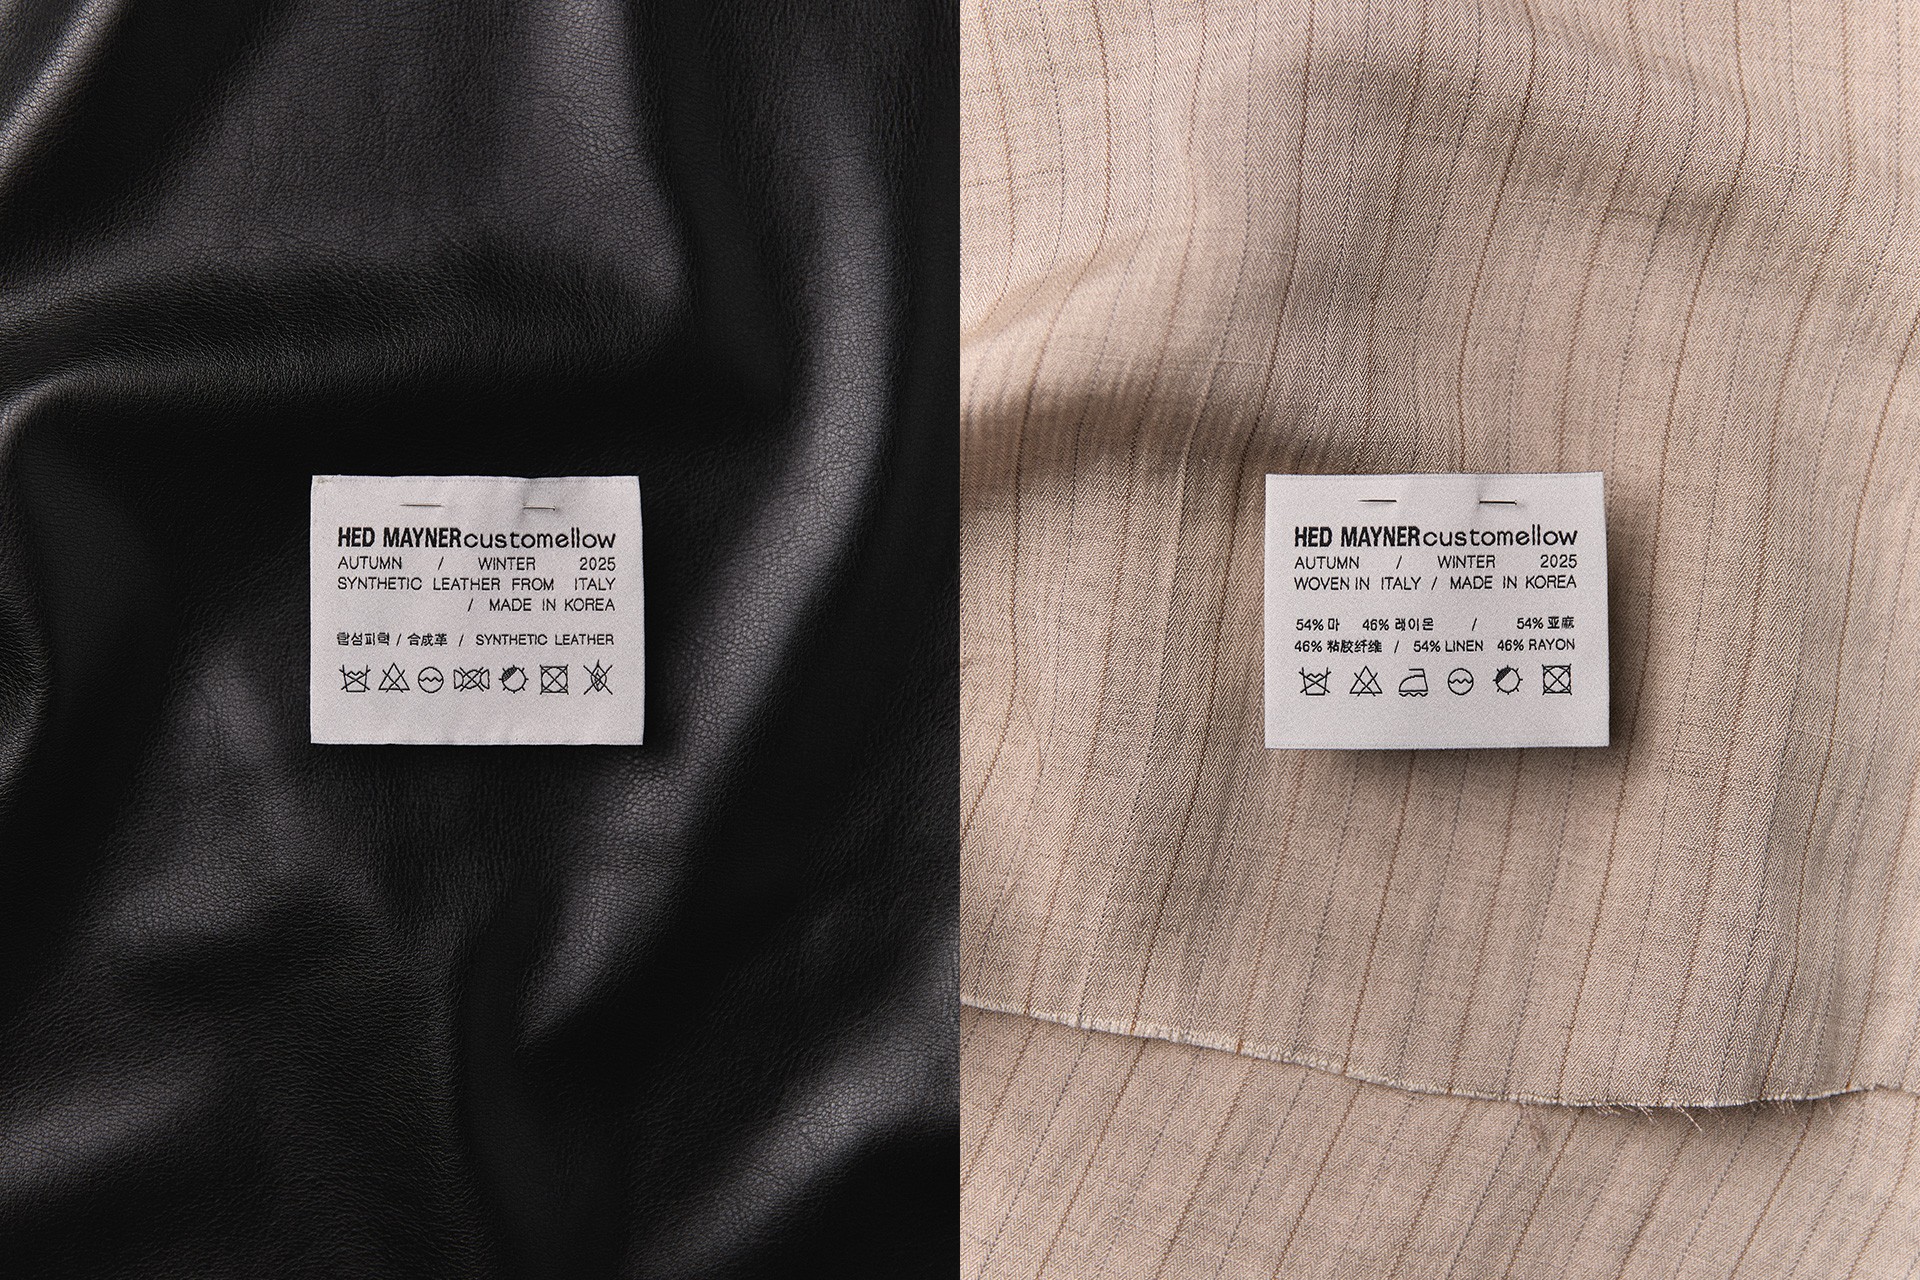 HED MAYNERcustomellow
AUTUMN / WINTER 2025
SYNTHETIC LEATHER FROM ITALY
/ MADE IN KOREA
합섬피혁 / 合成革 / SYNTHETIC LEATHER
HED MAYNERcustomellow
AUTUMN / WINTER 2025
WOVEN IN ITALY / MADE IN KOREA
54% 마 46% 레이온 / 54% 亚麻
46% 粘胶纤维 / 54% LINEN 46% RAYON